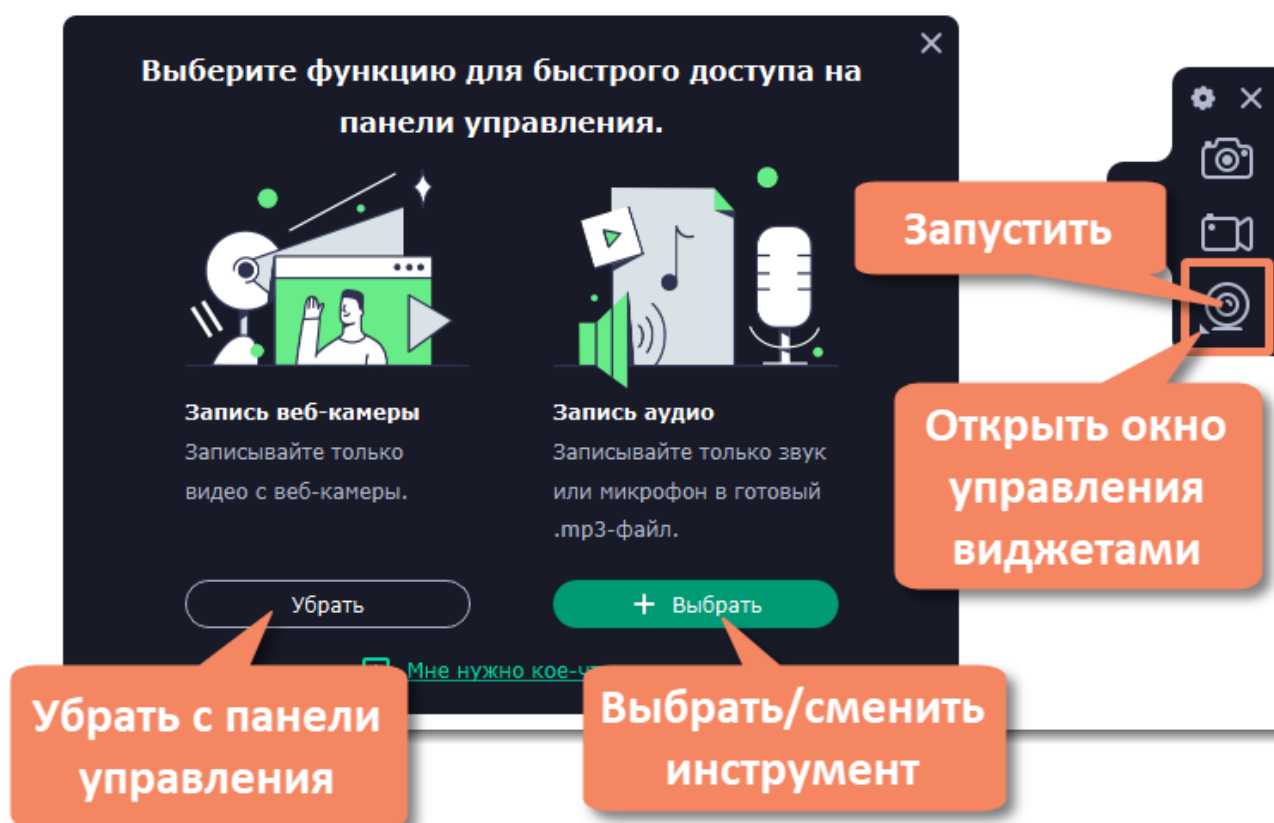 Выберите функцию для быстрого доступа на
панели управления.
Запустить
Запись веб-камеры
Записывайте только
видео с веб-камеры.
Запись аудио
Записывайте только звук
или микрофон в готовый
.mp3-файл.
Открыть окно
управления
виджетами
Убрать
+ Выбрать
Мне нужно
Убрать с панели
управления
Выбрать/сменить
инструмент